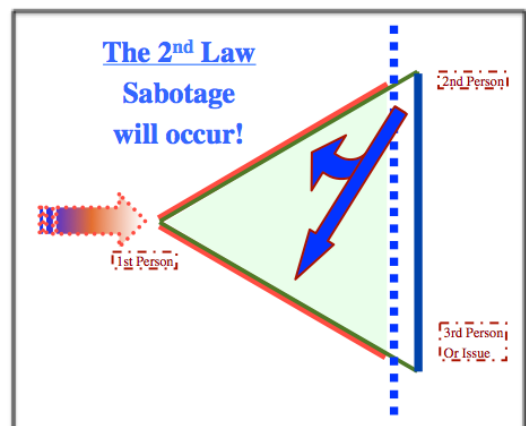 The 2nd Law
Sabotage
will occur!
2nd Person
1st Person
3rd Person
Or Issue